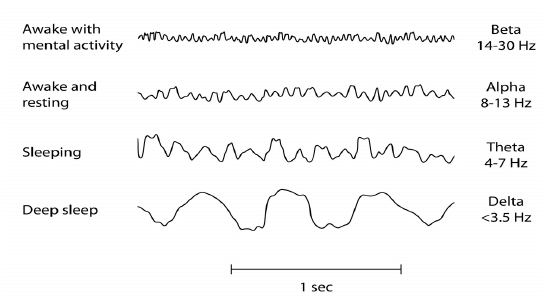 Awake with
mental activity
Beta
14-30 Hz
Awake and
resting
Alpha
8-13 Hz
Sleeping
Theta
4-7 Hz
Deep sleep
Delta
<3.5 Hz
1 sec